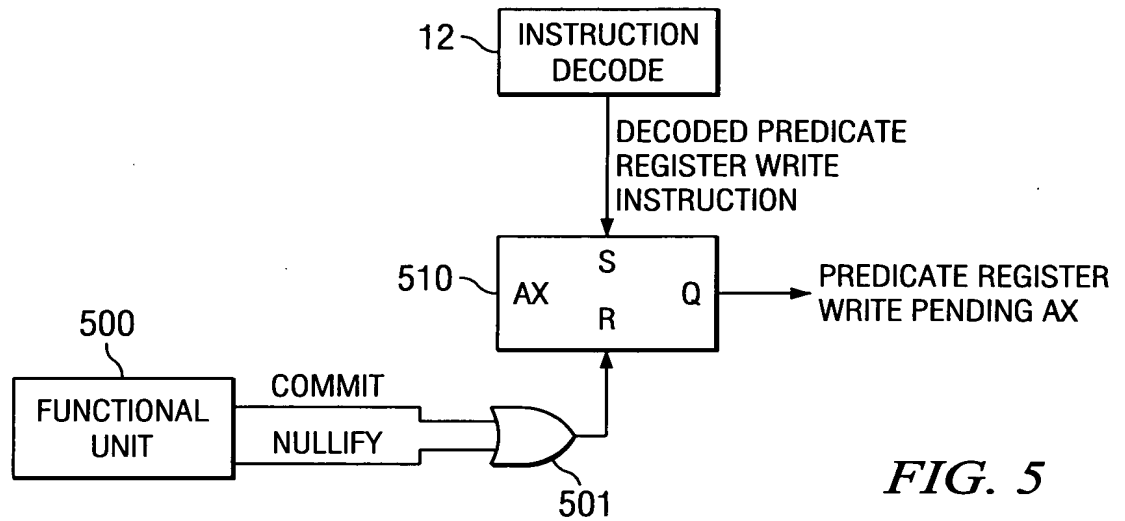 12
INSTRUCTION
DECODE
DECODED PREDICATE
REGISTER WRITE
INSTRUCTION
510
S
AX
Q
R
PREDICATE REGISTER
WRITE PENDING AX
500
FUNCTIONAL
UNIT
COMMIT
NULLIFY
501
FIG. 5